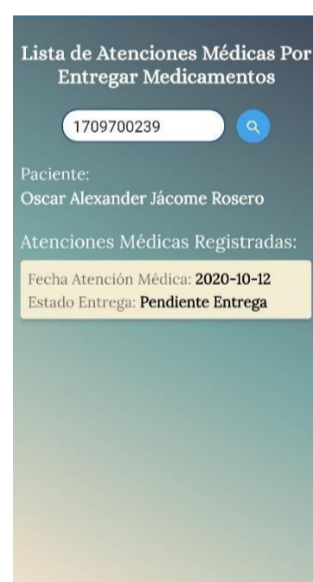 Lista de Atenciones Médicas Por
Entregar Medicamentos
1709700239
Paciente:
Oscar Alexander Jácome Rosero
Atenciones Médicas Registradas:
Fecha Atención Médica: 2020-10-12
Estado Entrega: Pendiente Entrega